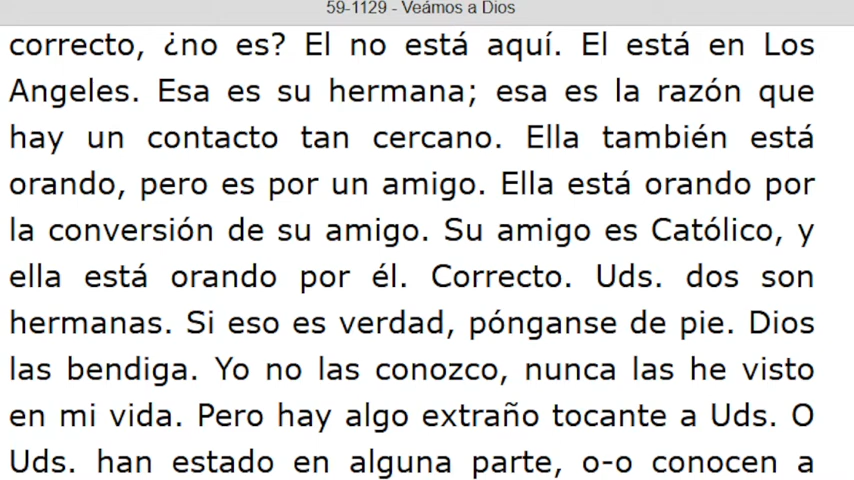 59-1129 - Veámos a Dios
correcto, ¿no es? El no está aquí. El está en Los
Angeles. Esa es su hermana; esa es la razón que
hay un contacto tan cercano. Ella también está
orando, pero es por un amigo. Ella está orando por
la conversión de su amigo. Su amigo es Católico, y
ella está orando por él. Correcto. Uds. dos son
hermanas. Si eso es verdad, pónganse de pie. Dios
las bendiga. Yo no las conozco, nunca las he visto
en mi vida. Pero hay algo extraño tocante a Uds. O
Uds. han estado en alguna parte, o-o conocen a